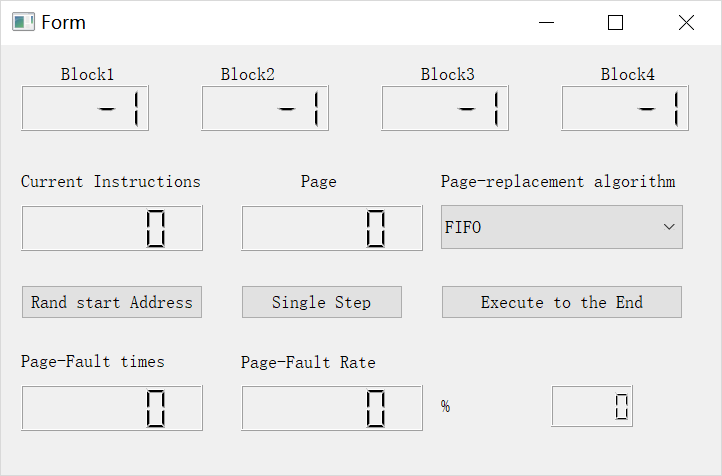 Form
Block1 Block2 Block3 Block4
-1 -1 -1 -1
Current Instructions Page Page-replacement algorithm
0 0 FIFO
Rand start Address Single Step Execute to the End
Page-Fault times Page-Fault Rate
0 0 % 0